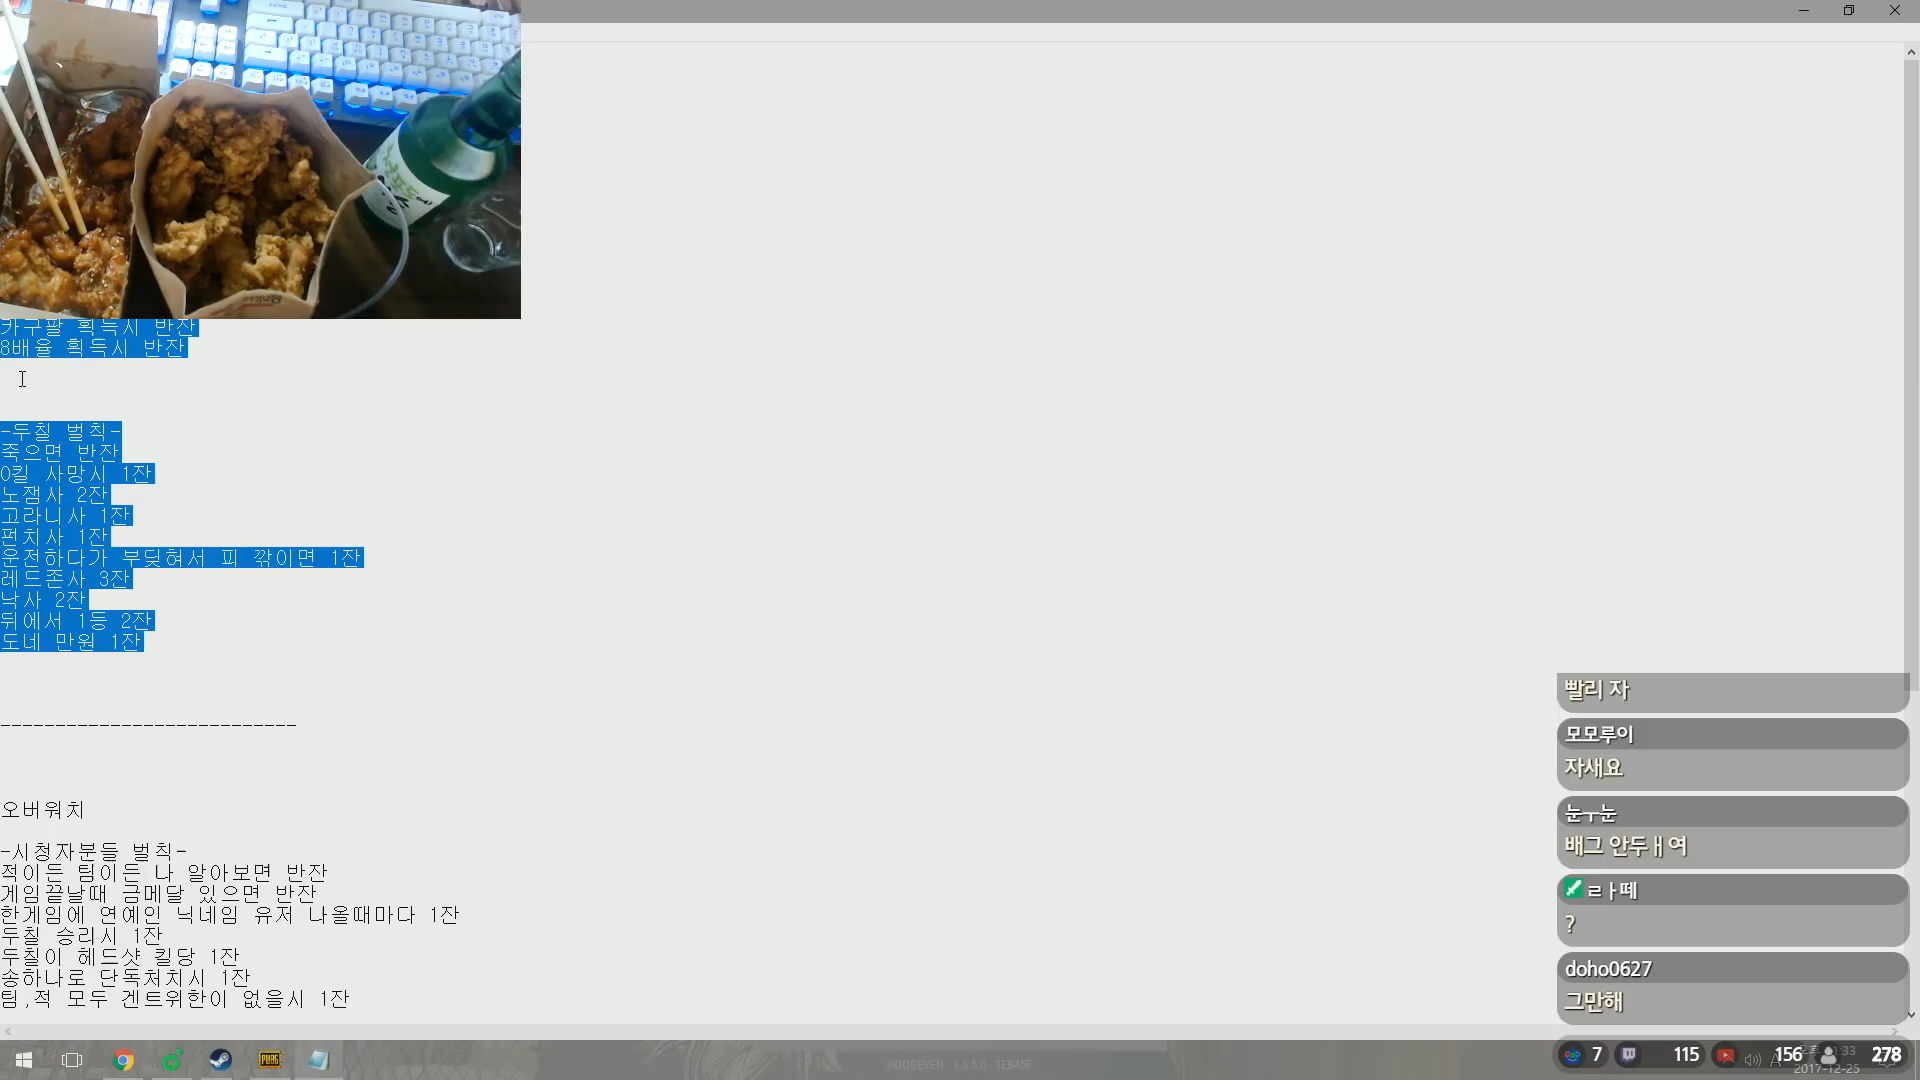 카구팔 획득시 반잔
8배율 획득시 반잔
-두칠 벌칙-
죽으면 반잔
0킬 사망시 1잔
노잼사 2잔
고라니사 1잔
펀치사 1잔
운전하다가 부딪혀서 피 깎이면 1잔
레드존사 3잔
낙사 2잔
뒤에서 1등 2잔
도네 만원 1잔
---------------------------
오버워치
-시청자분들 벌칙-
적이든 팀이든 나 알아보면 반잔
게임끝날때 금메달 있으면 반잔
한게임에 연예인 닉네임 유저 나올때마다 1잔
두칠 승리시 1잔
두칠이 헤드샷 킬당 1잔
송하나로 단독처치시 1잔
팀,적 모두 겐트위한이 없을시 1잔
빨리 자
모모루이
자새요
눈ㅜ눈
배그 안두ㅐ여
ㄹㅏ떼
?
doho0627
그만해
PUBG
7 115 156 278
2017-12-25